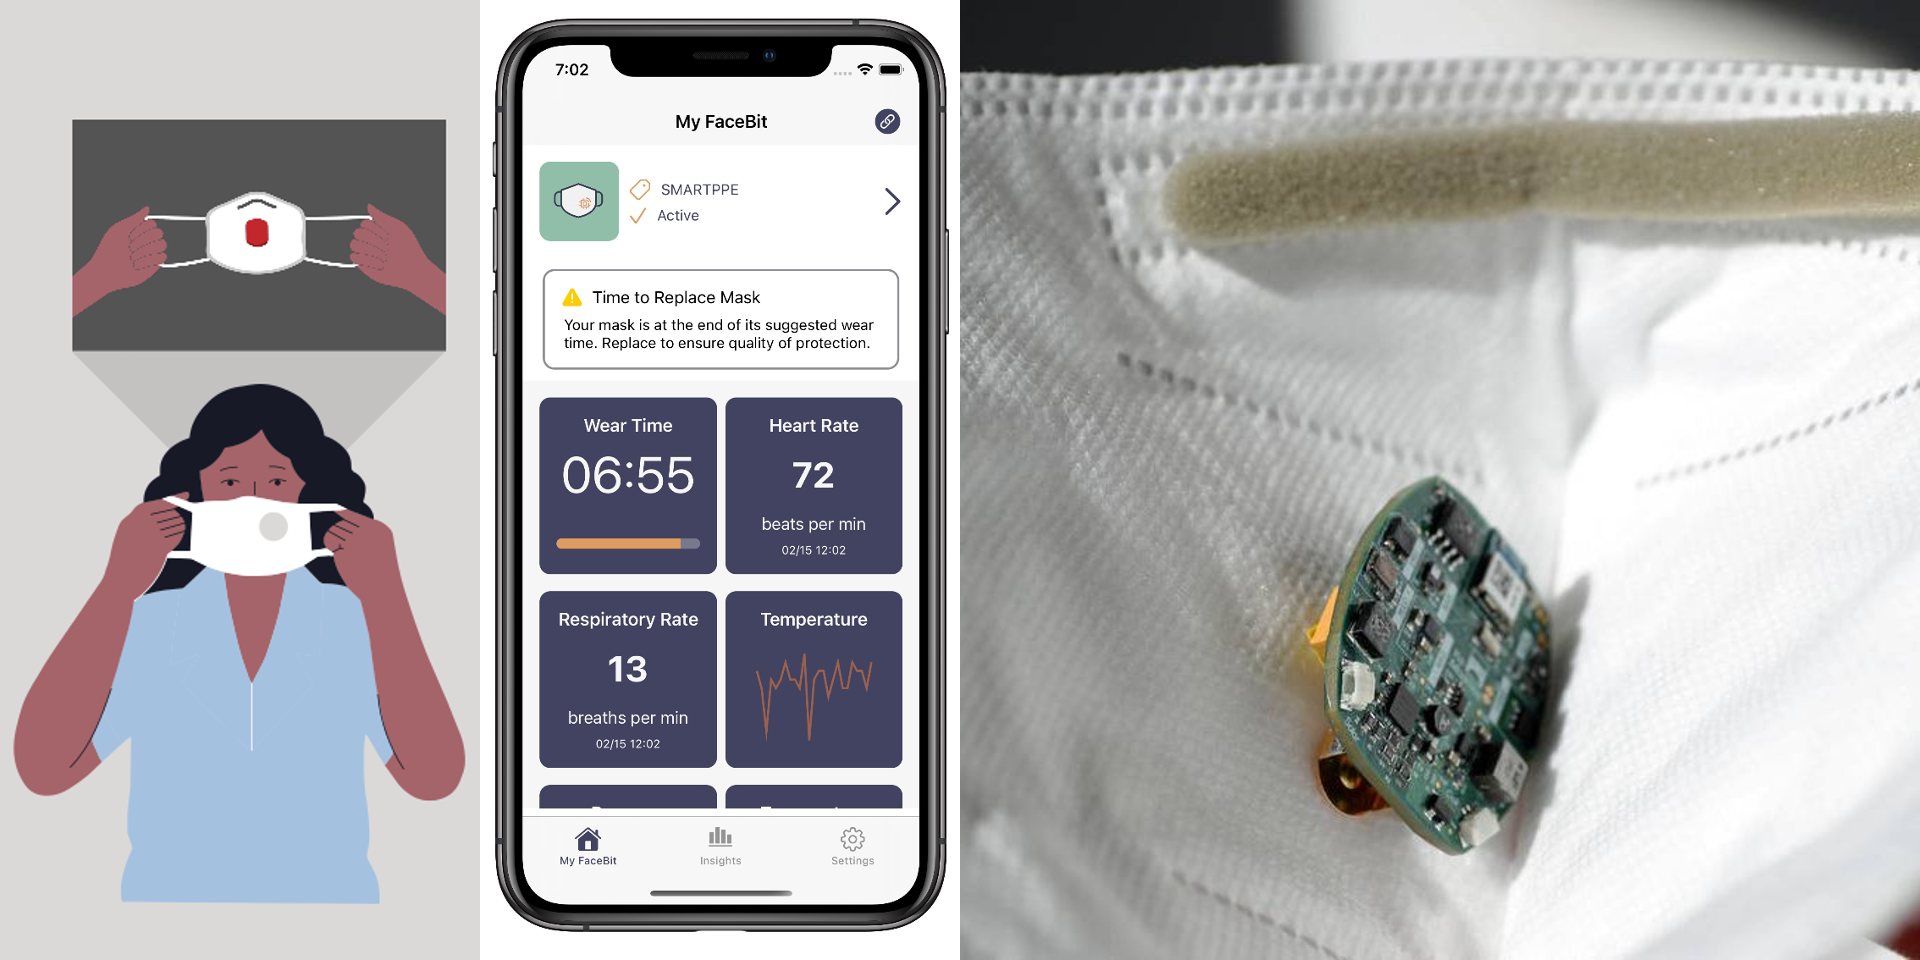 7:02
My FaceBit
SMARTPPE
Active
Time to Replace Mask
Your mask is at the end of its suggested wear
time. Replace to ensure quality of protection.
Wear Time
06:55
Heart Rate
72
beats per min
02/15 12:02
Respiratory Rate
13
breaths per min
02/15 12:02
Temperature
My FaceBit
Insights
Settings